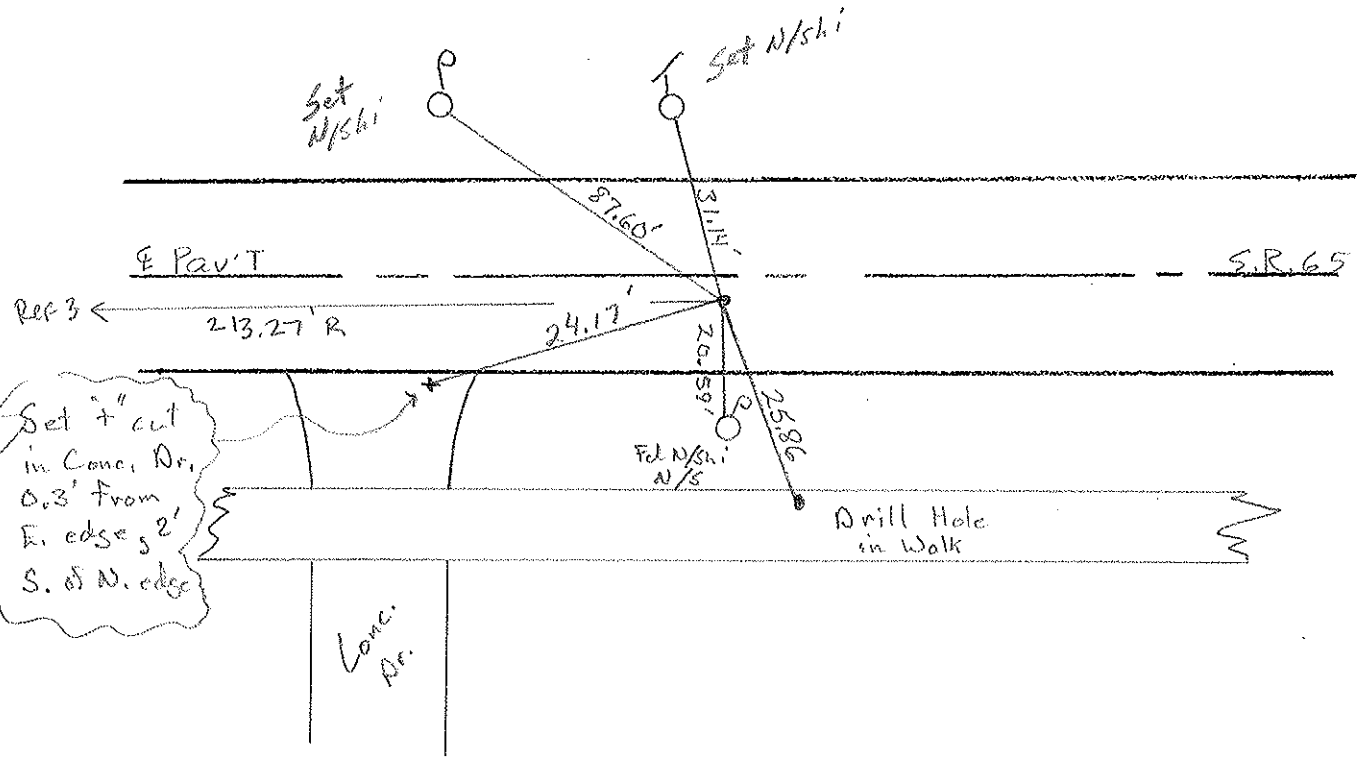 Set
N/shi
Set N/shi
87.60'
31.14'
℄ Pav'T
S.R. 65
Ref 3
213.27' R
24.17'
20.59'
25.86
Set "+" cut
in Conc. Dr.
0.3' from
E. edge, 2'
S. of N. edge
Fd N/shi
N/S
Drill Hole
in Walk
Conc.
Dr.